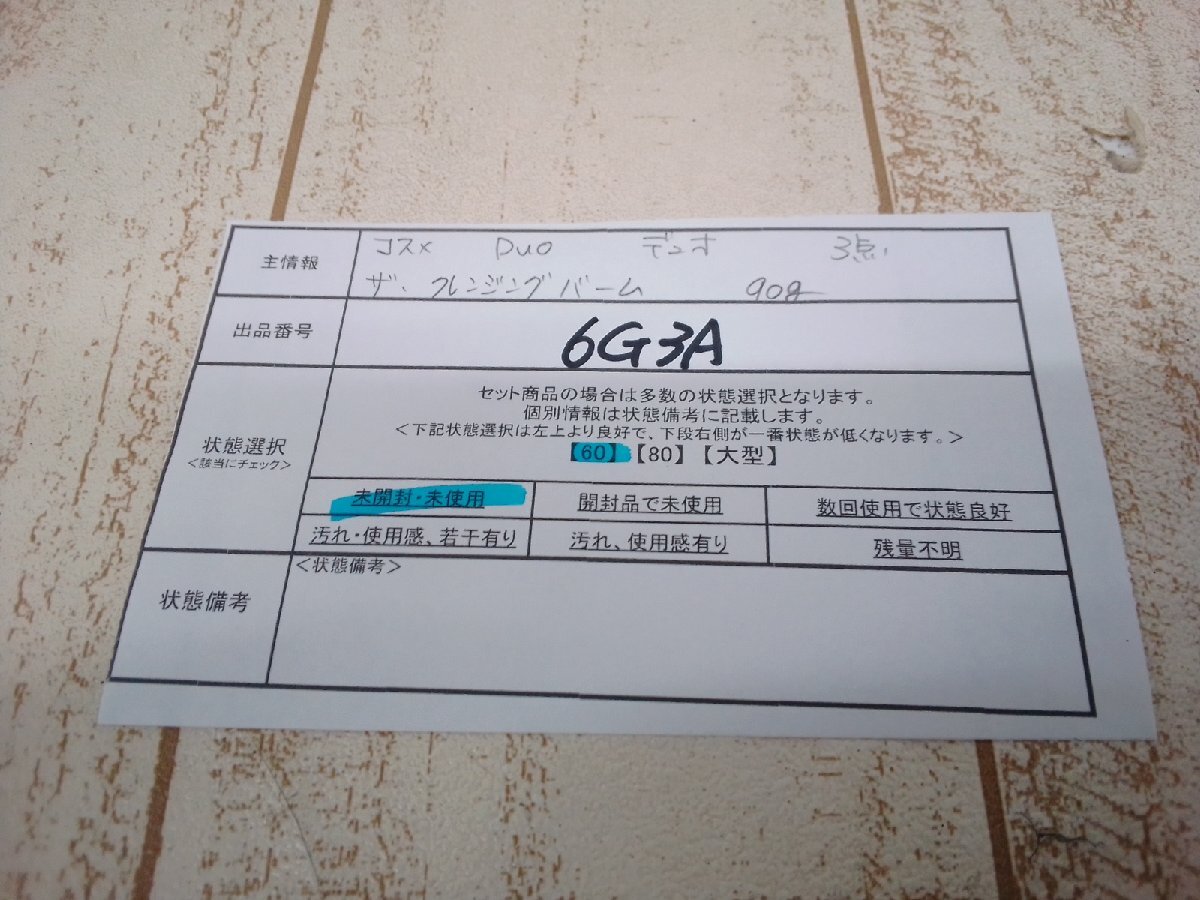 主情報
コスメ Duo デュオ 3点
ザ・クレンジングバーム 90g
出品番号
6G3A
状態選択
<該当にチェック>
セット商品の場合は多数の状態選択となります。
個別情報は状態備考に記載します。
<下記状態選択は左上より良好で、下段右側が一番状態が低くなります。>
【60】【80】【大型】
未開封・未使用 開封品で未使用 数回使用で状態良好
汚れ・使用感、若干有り 汚れ、使用感有り 残量不明
状態備考
<状態備考>